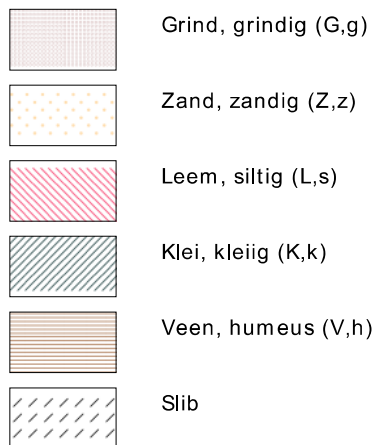 Grind, grindig (G,g)
Zand, zandig (Z,z)
Leem, siltig (L,s)
Klei, kleiig (K,k)
Veen, humeus (V,h)
Slib